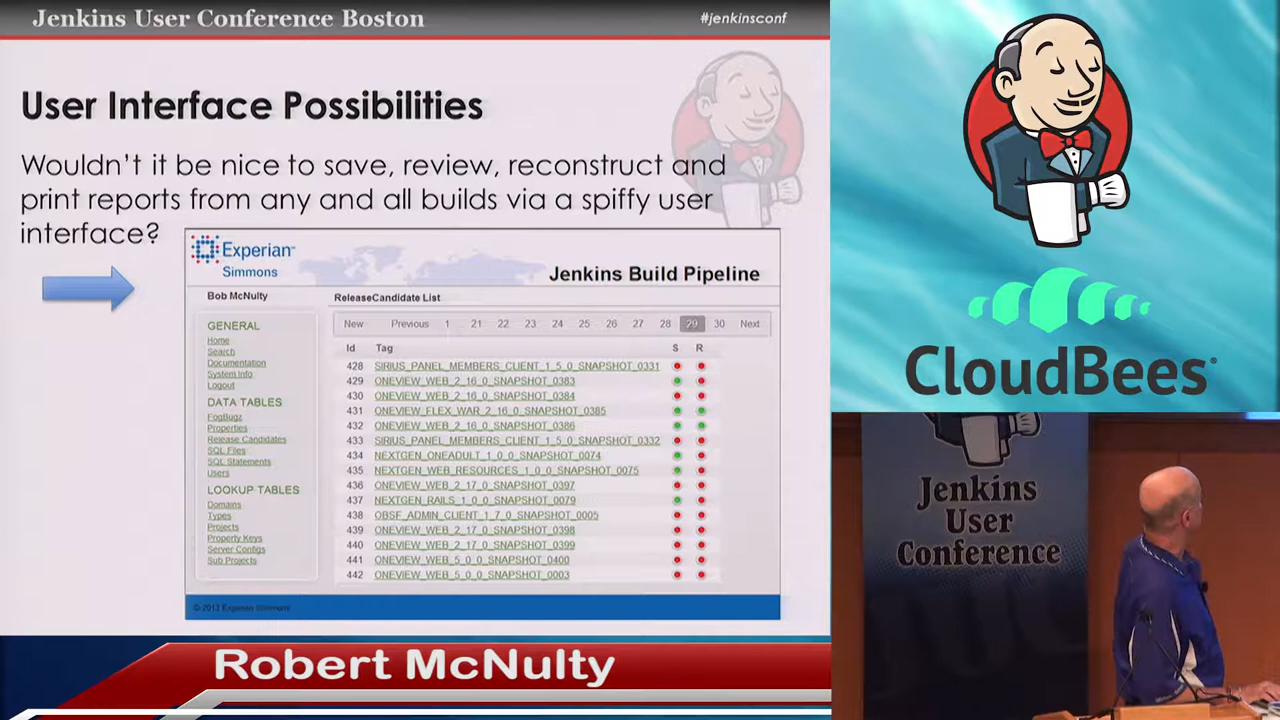 Jenkins User Conference Boston
#jenkinsconf
User Interface Possibilities
Wouldn't it be nice to save, review, reconstruct and
print reports from any and all builds via a spiffy user
interface?
Experian
Simmons
Jenkins Build Pipeline
Bob McNulty
ReleaseCandidate List
GENERAL
Home
Search
Documentation
System Info
Logout
DATA TABLES
FogBugz
Properties
Release Candidates
SQL Files
SQL Statements
Users
LOOKUP TABLES
Domains
Types
Projects
Property Keys
Server Configs
Sub Projects
New Previous 1 21 22 23 24 25 26 27 28 29 30 Next
Id Tag S R
428 SIRIUS_PANEL_MEMBERS_CLIENT_1_5_0_SNAPSHOT_0331
429 ONEVIEW_WEB_2_16_0_SNAPSHOT_0383
430 ONEVIEW_WEB_2_16_0_SNAPSHOT_0384
431 ONEVIEW_FLEX_WAR_2_16_0_SNAPSHOT_0385
432 ONEVIEW_WEB_2_16_0_SNAPSHOT_0386
433 SIRIUS_PANEL_MEMBERS_CLIENT_1_5_0_SNAPSHOT_0332
434 NEXTGEN_ONEADULT_1_0_0_SNAPSHOT_0074
435 NEXTGEN_WEB_RESOURCES_1_0_0_SNAPSHOT_0075
436 ONEVIEW_WEB_2_17_0_SNAPSHOT_0397
437 NEXTGEN_RAILS_1_0_0_SNAPSHOT_0079
438 OBSF_ADMIN_CLIENT_1_7_0_SNAPSHOT_0005
439 ONEVIEW_WEB_2_17_0_SNAPSHOT_0398
440 ONEVIEW_WEB_2_17_0_SNAPSHOT_0399
441 ONEVIEW_WEB_5_0_0_SNAPSHOT_0400
442 ONEVIEW_WEB_5_0_0_SNAPSHOT_0003
© 2013 Experian Simmons
Robert McNulty
CloudBees
Jenkins
User
Conference